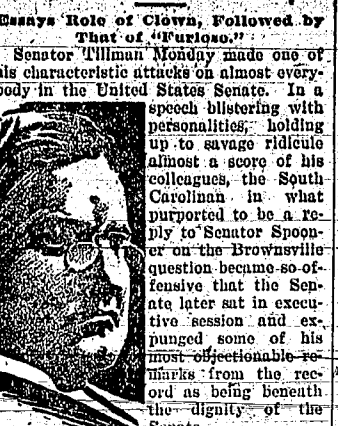 Essays Role of Clown, Followed by
That of "Furioso."
Senator Tillman Monday made one of
his characteristic attacks on almost every-
body in the United States Senate. In a
speech blistering with
personalities, holding
up to savage ridicule
almost a score of his
colleagues, the South
Carolinan in what
purported to be a re-
ply to Senator Spoon-
er on the Brownsville
question became so of-
fensive that the Sen-
ate later sat in execu-
tive session and ex-
punged some of his
most objectionable re-
marks from the rec-
ord as being beneath
the dignity of the
Senate